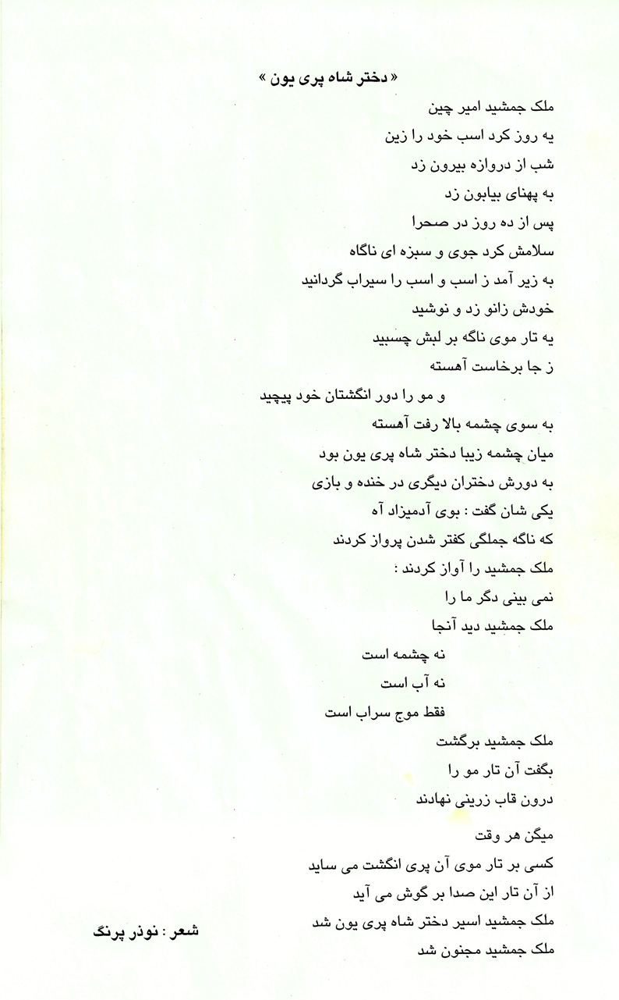 « دختر شاه پری یون »
ملک جمشید امیر چین
یه روز کرد اسب خود را زین
شب از دروازه بیرون زد
به پهنای بیابون زد
پس از ده روز در صحرا
سلامش کرد جوی و سبزه ای ناگاه
به زیر آمد ز اسب و اسب را سیراب گردانید
خودش زانو زد و نوشید
یه تار موی ناگه بر لبش چسبید
ز جا برخاست آهسته
و مو را دور انگشتان خود پیچید
به سوی چشمه بالا رفت آهسته
میان چشمه زیبا دختر شاه پری یون بود
به دورش دختران دیگری در خنده و بازی
یکی شان گفت : بوی آدمیزاد آه
که ناگه جملگی کفتر شدن پرواز کردند
ملک جمشید را آواز کردند :
نمی بینی دگر ما را
ملک جمشید دید آنجا
نه چشمه است
نه آب است
فقط موج سراب است
ملک جمشید برگشت
بگفت آن تار مو را
درون قاب زرینی نهادند
میگن هر وقت
کسی بر تار موی آن پری انگشت می ساید
از آن تار این صدا بر گوش می آید
ملک جمشید اسیر دختر شاه پری یون شد
ملک جمشید مجنون شد
شعر : نوذر پرنگ